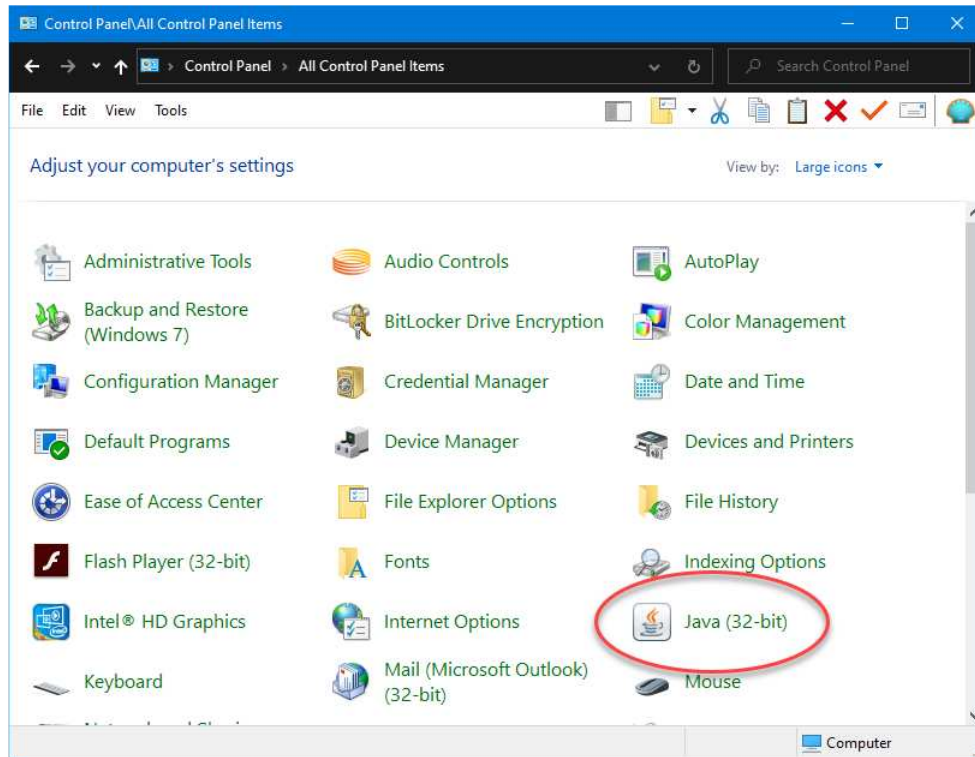 Control Panel\All Control Panel Items
Control Panel > All Control Panel Items
Search Control Panel
File Edit View Tools
Adjust your computer's settings
View by: Large icons
Administrative Tools
Audio Controls
AutoPlay
Backup and Restore
(Windows 7)
BitLocker Drive Encryption
Color Management
Configuration Manager
Credential Manager
Date and Time
Default Programs
Device Manager
Devices and Printers
Ease of Access Center
File Explorer Options
File History
Flash Player (32-bit)
Fonts
Indexing Options
Intel® HD Graphics
Internet Options
Java (32-bit)
Keyboard
Mail (Microsoft Outlook)
(32-bit)
Mouse
Computer